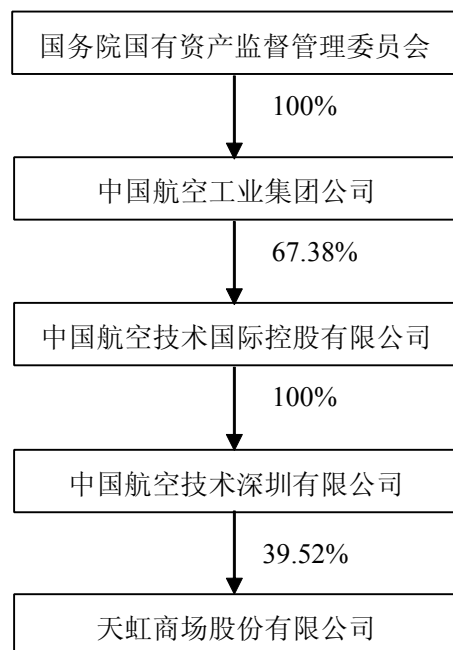 国务院国有资产监督管理委员会
100%
中国航空工业集团公司
67.38%
中国航空技术国际控股有限公司
100%
中国航空技术深圳有限公司
39.52%
天虹商场股份有限公司